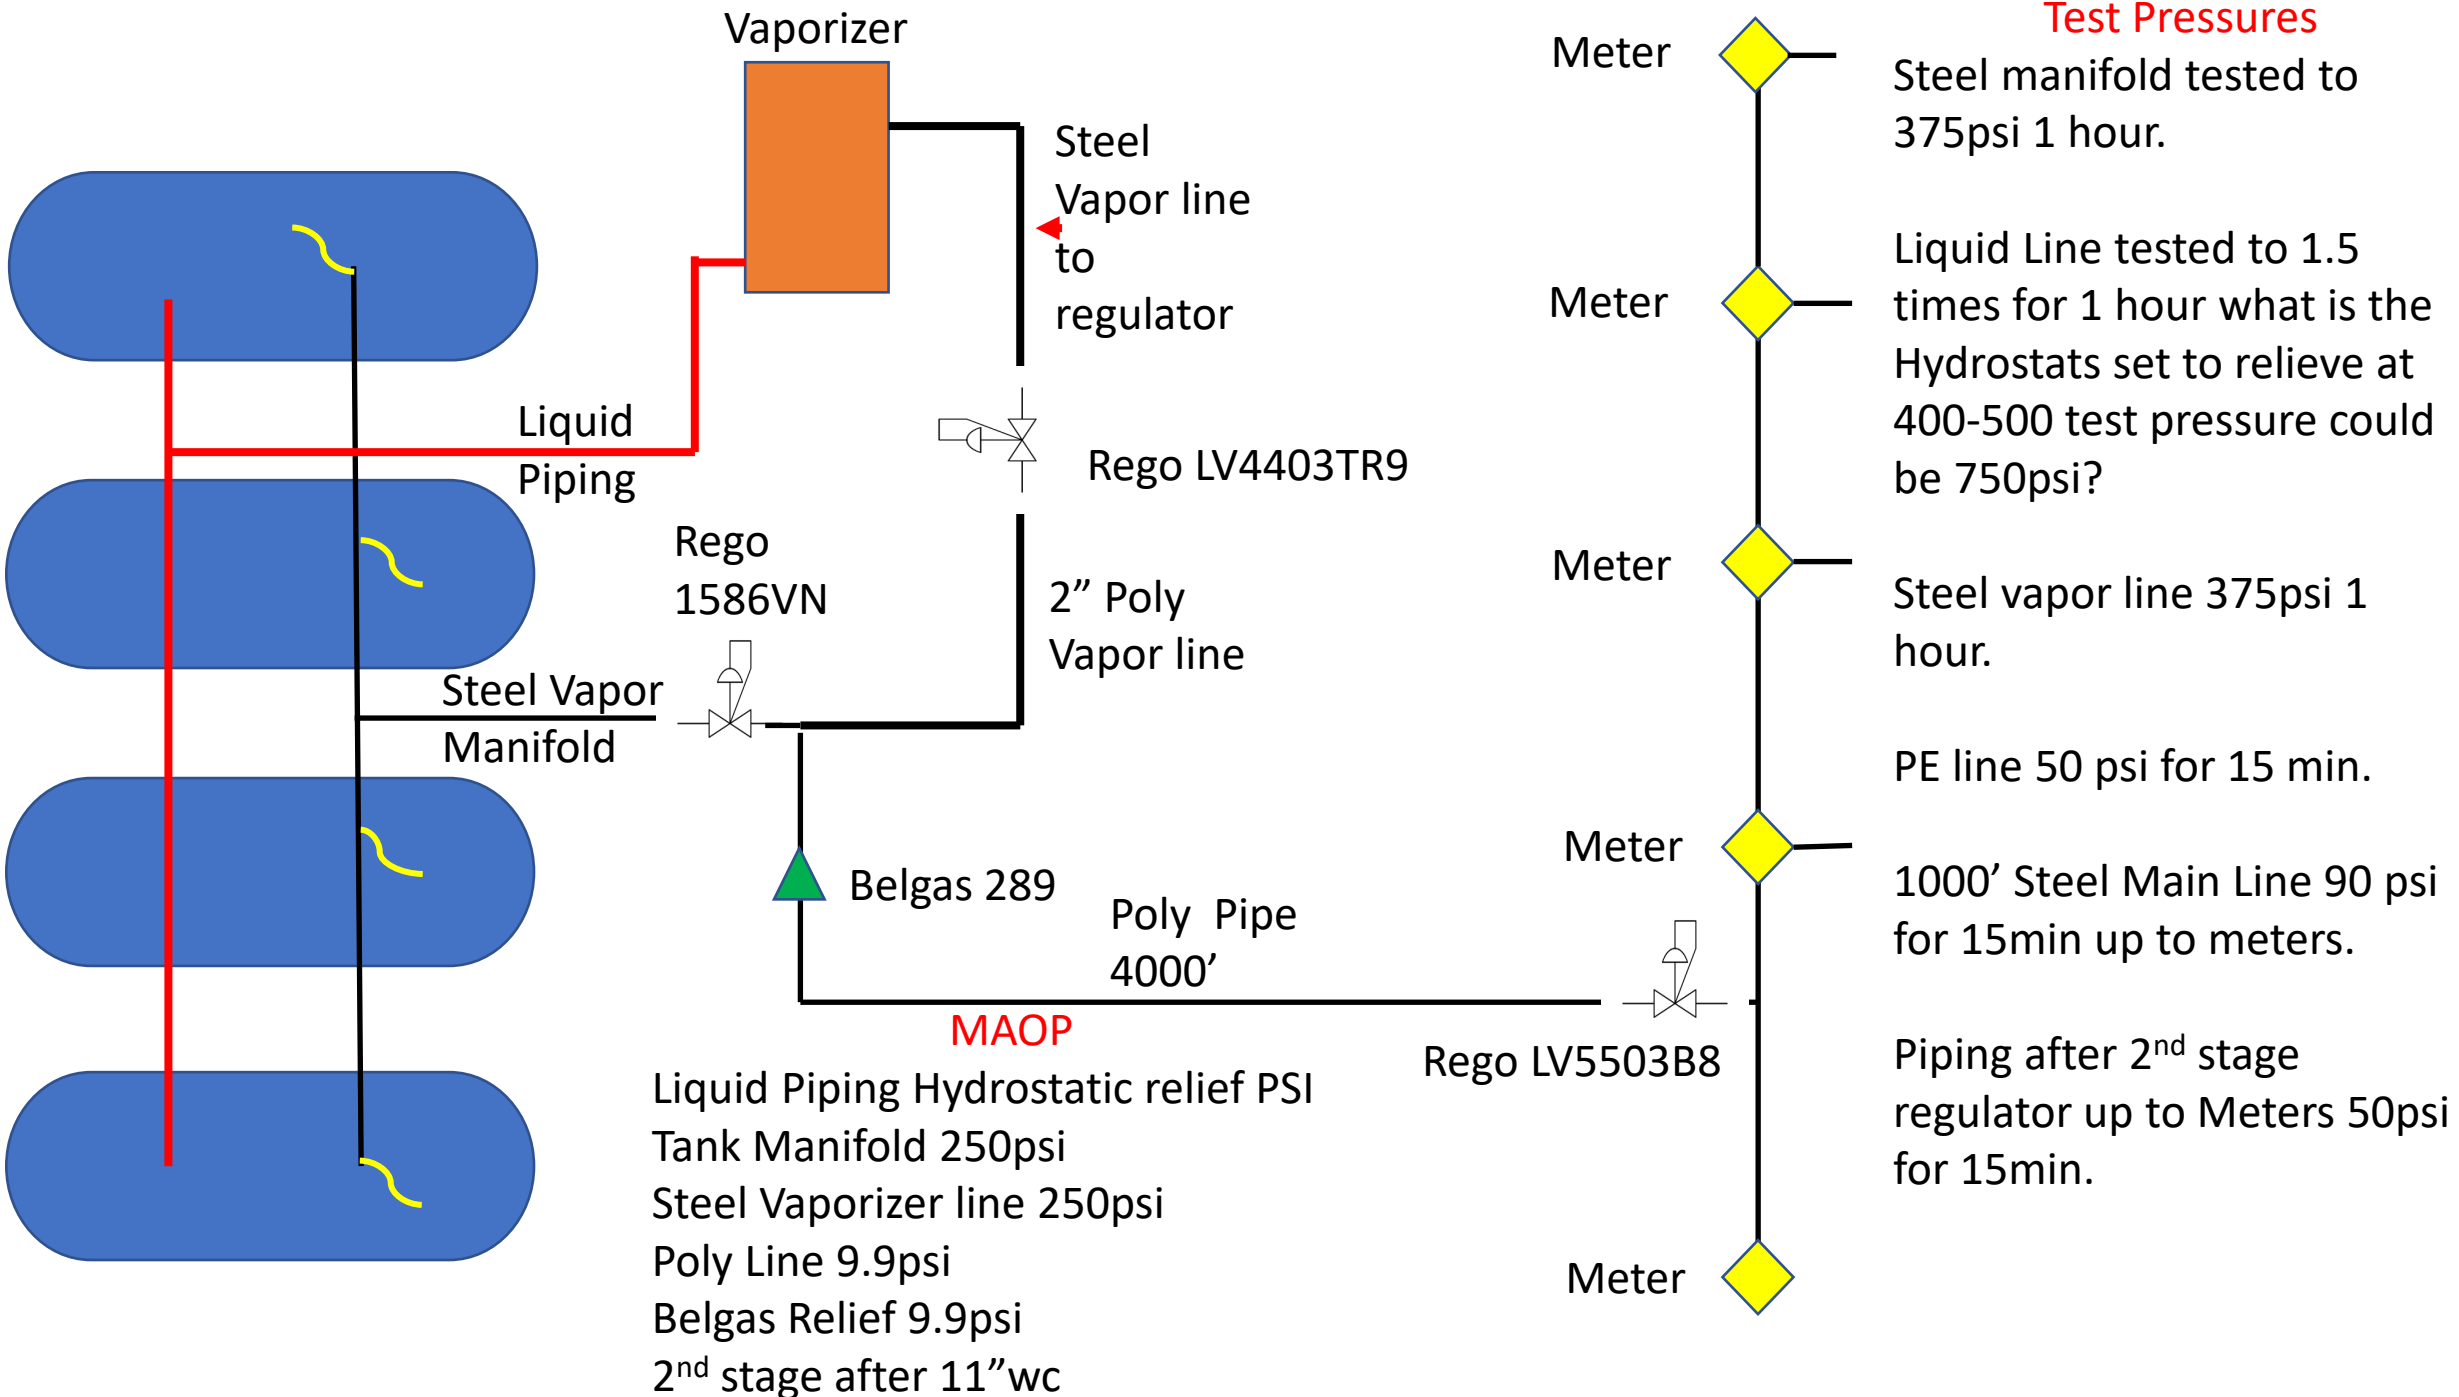 Vaporizer
Steel
Vapor line
to
regulator
Liquid
Piping
Rego LV4403TR9
Rego
1586VN
2” Poly
Vapor line
Steel Vapor
Manifold
Belgas 289
Poly Pipe
4000’
Rego LV5503B8
MAOP
Liquid Piping Hydrostatic relief PSI
Tank Manifold 250psi
Steel Vaporizer line 250psi
Poly Line 9.9psi
Belgas Relief 9.9psi
2nd stage after 11”wc
Meter
Meter
Meter
Meter
Meter
Test Pressures
Steel manifold tested to
375psi 1 hour.
Liquid Line tested to 1.5
times for 1 hour what is the
Hydrostats set to relieve at
400-500 test pressure could
be 750psi?
Steel vapor line 375psi 1
hour.
PE line 50 psi for 15 min.
1000’ Steel Main Line 90 psi
for 15min up to meters.
Piping after 2nd stage
regulator up to Meters 50psi
for 15min.